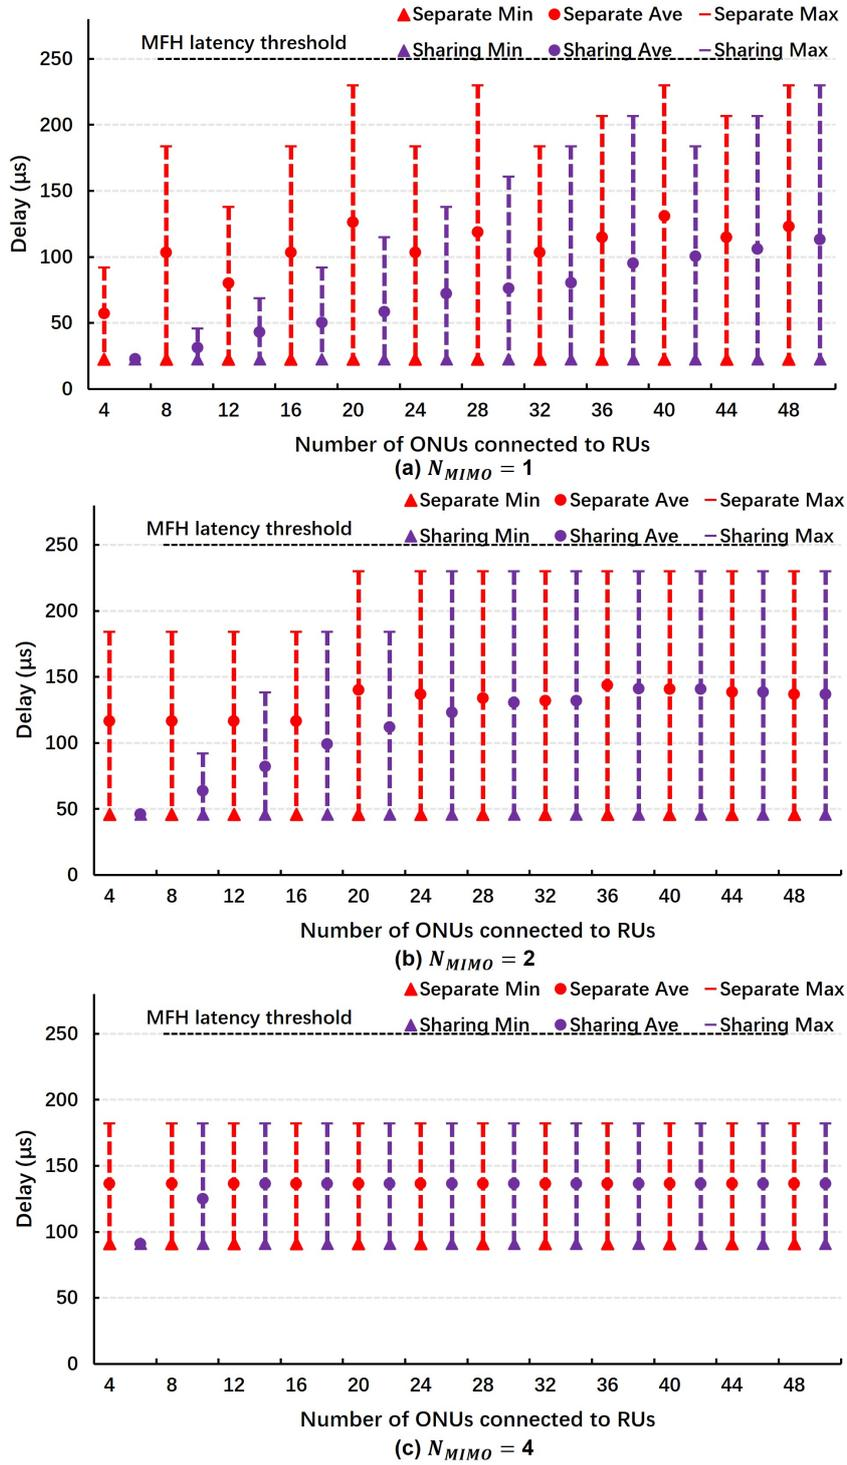 Separate Min Separate Ave Separate Max
MFH latency threshold Sharing Min Sharing Ave Sharing Max
250
200
150
100
50
0
Delay (μs)
4 8 12 16 20 24 28 32 36 40 44 48
Number of ONUs connected to RUs
(a) N_MIMO = 1
Separate Min Separate Ave Separate Max
MFH latency threshold Sharing Min Sharing Ave Sharing Max
250
200
150
100
50
0
Delay (μs)
4 8 12 16 20 24 28 32 36 40 44 48
Number of ONUs connected to RUs
(b) N_MIMO = 2
Separate Min Separate Ave Separate Max
MFH latency threshold Sharing Min Sharing Ave Sharing Max
250
200
150
100
50
0
Delay (μs)
4 8 12 16 20 24 28 32 36 40 44 48
Number of ONUs connected to RUs
(c) N_MIMO = 4